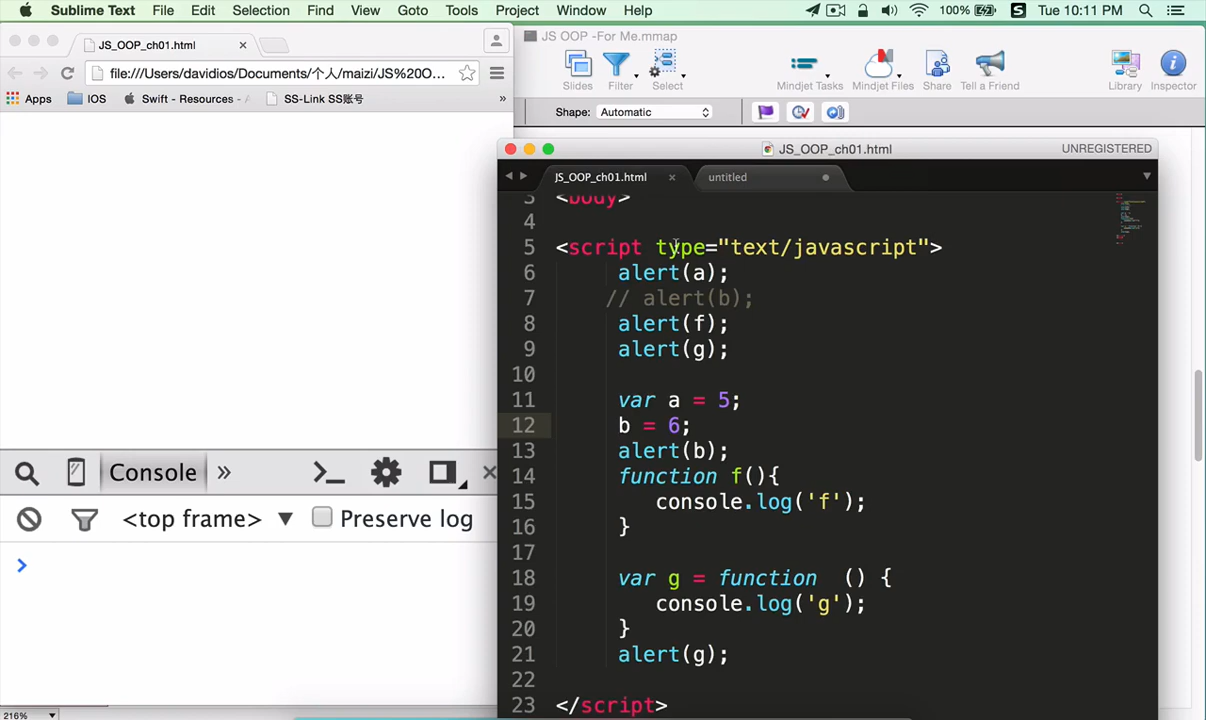 Sublime Text File Edit Selection Find View Goto Tools Project Window Help 100% Tue 10:11 PM
JS_OOP_ch01.html
file:///Users/davidios/Documents/个人/maizi/JS%20O...
Apps IOS Swift - Resources - SS-Link SS账号 »
JS OOP -For Me.mmap
Slides Filter Select Mindjet Tasks Mindjet Files Share Tell a Friend Library Inspector
Shape: Automatic
JS_OOP_ch01.html UNREGISTERED
JS_OOP_ch01.html untitled
3 <body>
4
5 <script type="text/javascript">
6 alert(a);
7 // alert(b);
8 alert(f);
9 alert(g);
10
11 var a = 5;
12 b = 6;
13 alert(b);
14 function f(){
15 console.log('f');
16 }
17
18 var g = function () {
19 console.log('g');
20 }
21 alert(g);
22
23 </script>
Console »
<top frame> Preserve log
216%